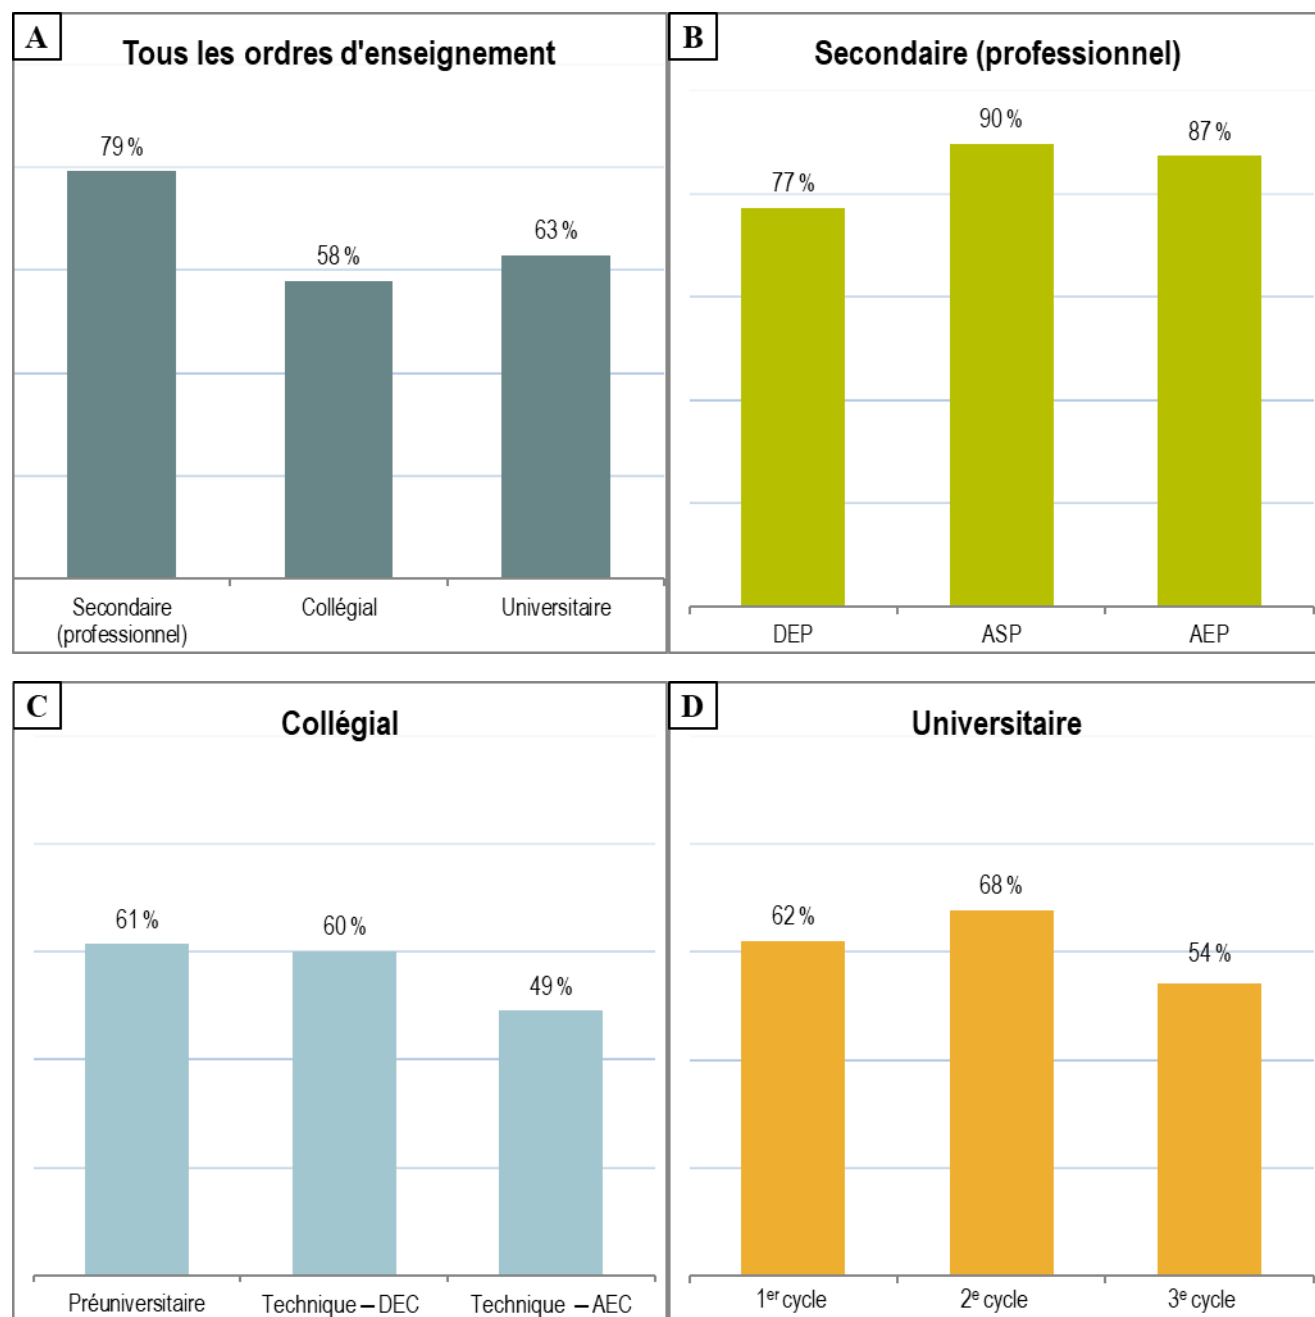 A
Tous les ordres d'enseignement
79 %
58 %
63 %
Secondaire
(professionnel)
Collégial
Universitaire
B
Secondaire (professionnel)
77 %
90 %
87 %
DEP
ASP
AEP
C
Collégial
61 %
60 %
49 %
Préuniversitaire
Technique – DEC
Technique – AEC
D
Universitaire
62 %
68 %
54 %
1er cycle
2e cycle
3e cycle